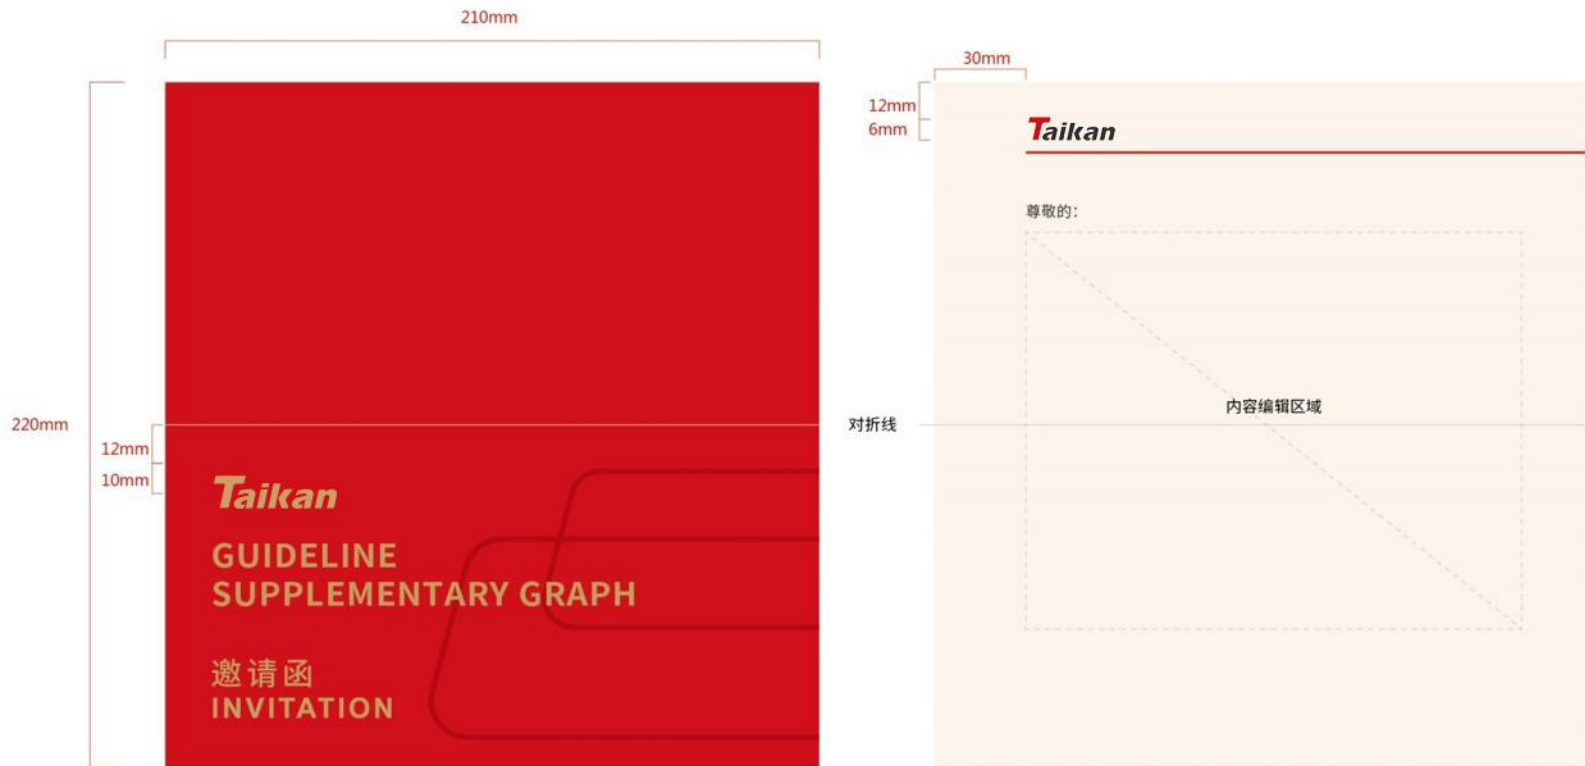 210mm
220mm
12mm
10mm
Taikan
GUIDELINE
SUPPLEMENTARY GRAPH
邀请函
INVITATION
30mm
12mm
6mm
Taikan
尊敬的：
内容编辑区域
对折线